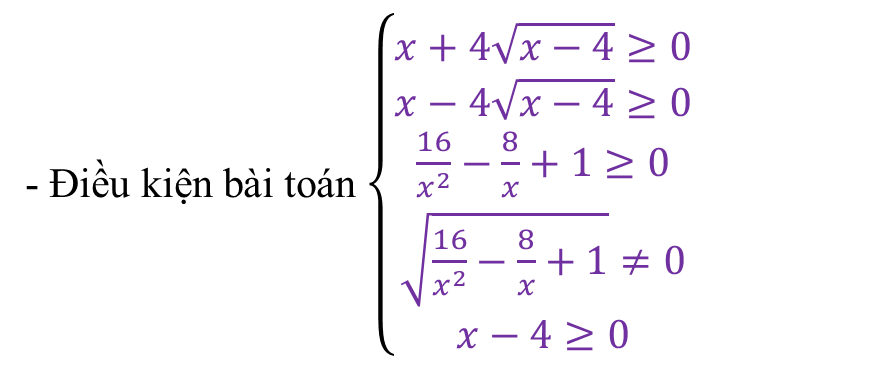 x + 4√(x − 4) ≥ 0
x − 4√(x − 4) ≥ 0
- Điều kiện bài toán { 16/x² − 8/x + 1 ≥ 0
√(16/x² − 8/x + 1) ≠ 0
x − 4 ≥ 0